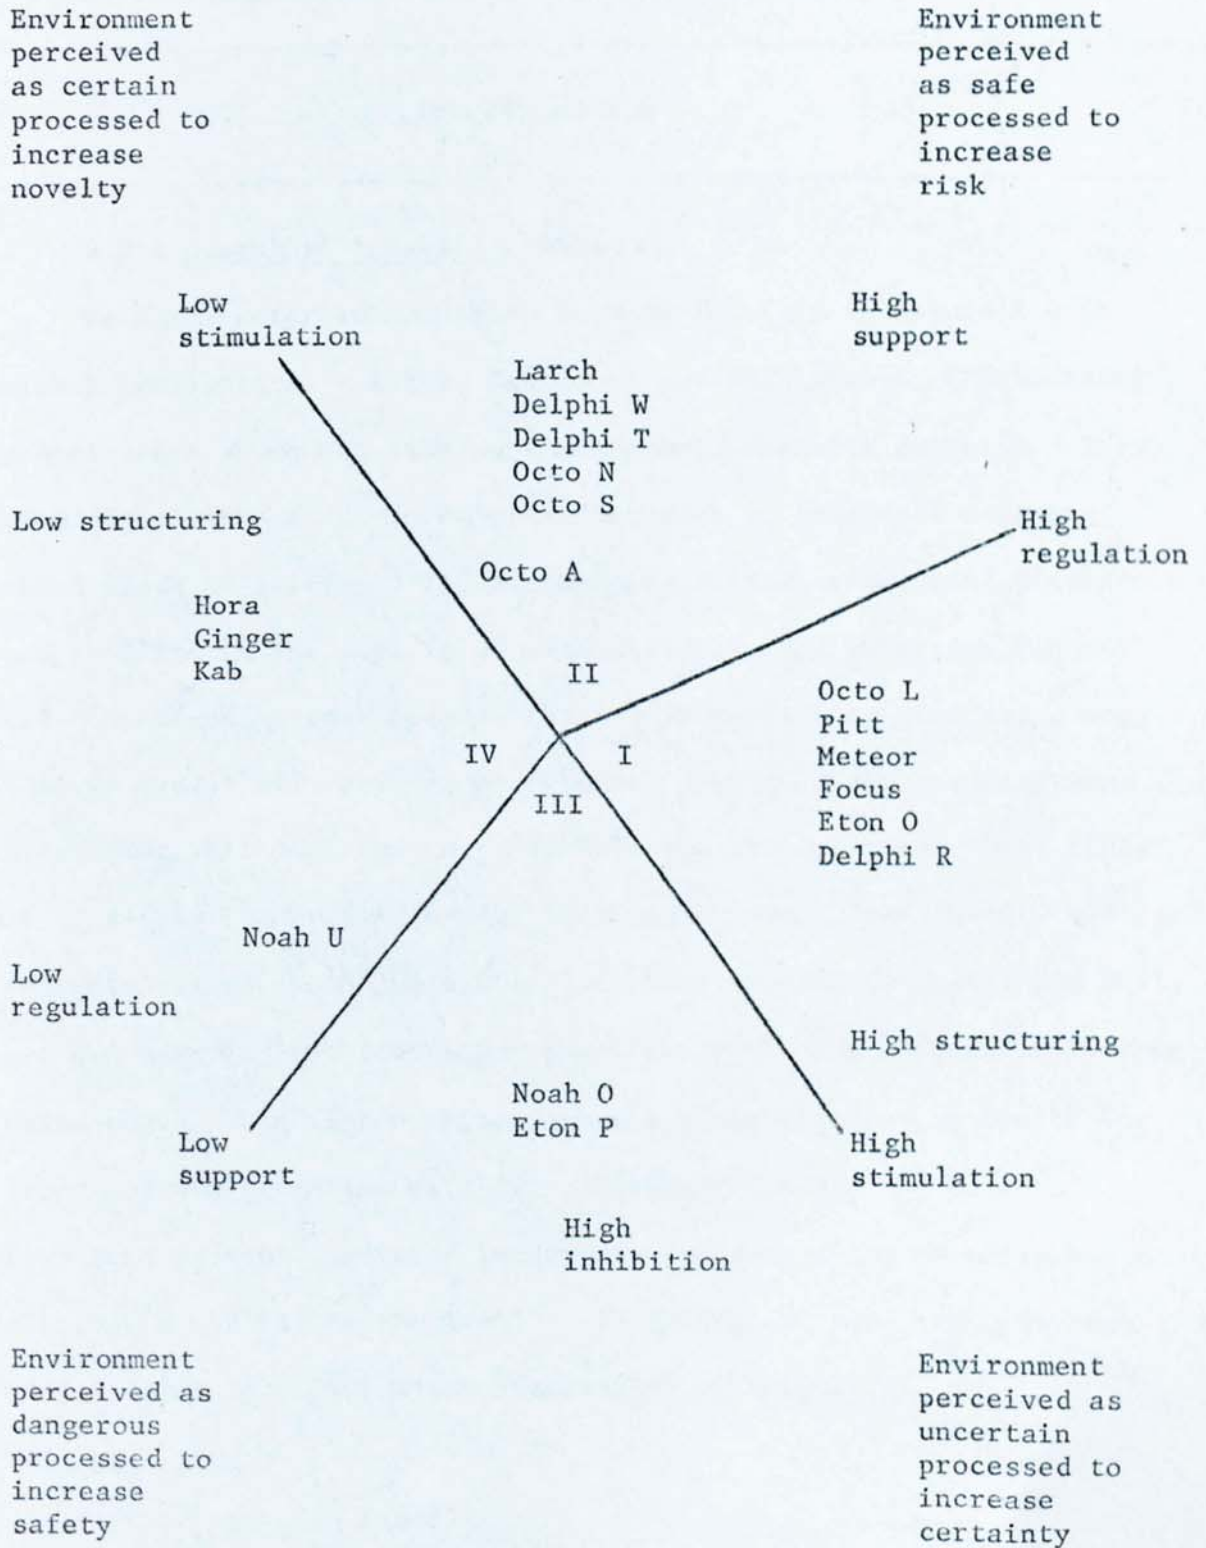 Environment
perceived
as certain
processed to
increase
novelty
Environment
perceived
as safe
processed to
increase
risk
Low
stimulation
High
support
Larch
Delphi W
Delphi T
Octo N
Octo S
Low structuring
High
regulation
Octo A
Hora
Ginger
Kab
II
Octo L
Pitt
Meteor
Focus
Eton O
Delphi R
IV
I
III
Noah U
Low
regulation
High structuring
Noah O
Eton P
Low
support
High
stimulation
High
inhibition
Environment
perceived as
dangerous
processed to
increase
safety
Environment
perceived as
uncertain
processed to
increase
certainty